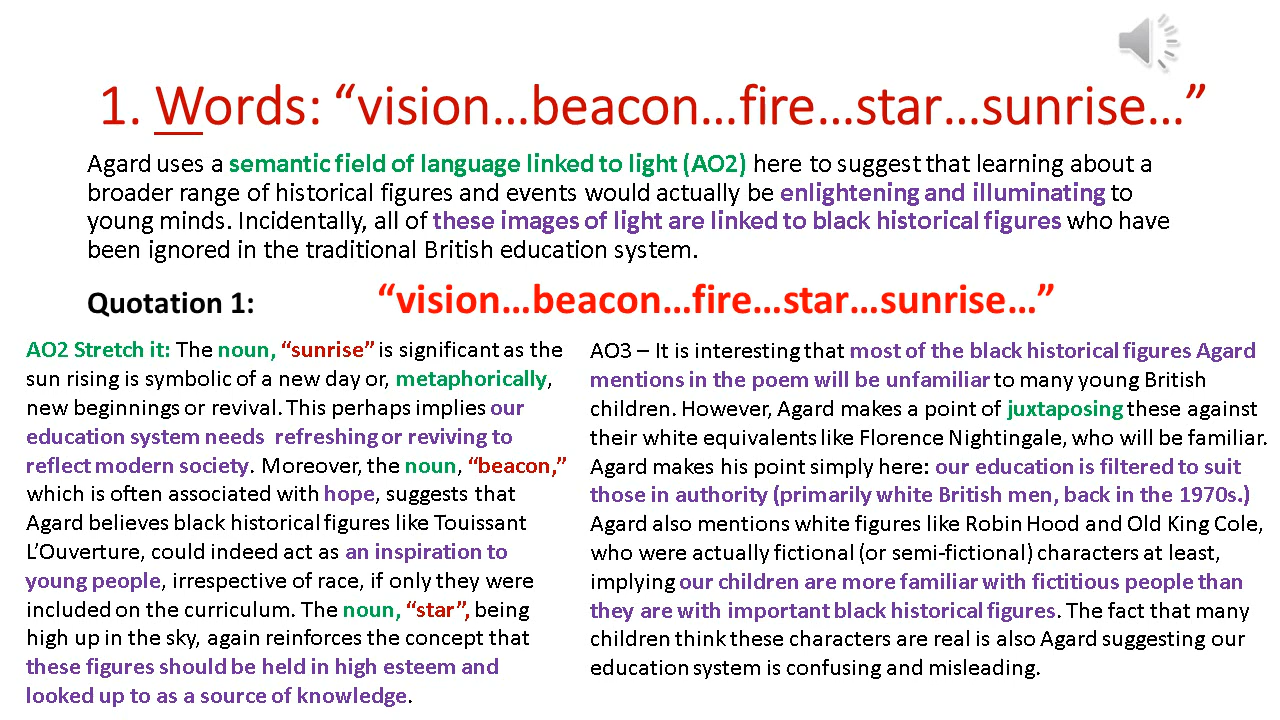 1. Words: “vision…beacon…fire…star…sunrise…”
Agard uses a semantic field of language linked to light (AO2) here to suggest that learning about a
broader range of historical figures and events would actually be enlightening and illuminating to
young minds. Incidentally, all of these images of light are linked to black historical figures who have
been ignored in the traditional British education system.
Quotation 1: “vision…beacon…fire…star…sunrise…”
AO2 Stretch it: The noun, “sunrise” is significant as the
sun rising is symbolic of a new day or, metaphorically,
new beginnings or revival. This perhaps implies our
education system needs refreshing or reviving to
reflect modern society. Moreover, the noun, “beacon,”
which is often associated with hope, suggests that
Agard believes black historical figures like Touissant
L’Ouverture, could indeed act as an inspiration to
young people, irrespective of race, if only they were
included on the curriculum. The noun, “star”, being
high up in the sky, again reinforces the concept that
these figures should be held in high esteem and
looked up to as a source of knowledge.
AO3 – It is interesting that most of the black historical figures Agard
mentions in the poem will be unfamiliar to many young British
children. However, Agard makes a point of juxtaposing these against
their white equivalents like Florence Nightingale, who will be familiar.
Agard makes his point simply here: our education is filtered to suit
those in authority (primarily white British men, back in the 1970s.)
Agard also mentions white figures like Robin Hood and Old King Cole,
who were actually fictional (or semi-fictional) characters at least,
implying our children are more familiar with fictitious people than
they are with important black historical figures. The fact that many
children think these characters are real is also Agard suggesting our
education system is confusing and misleading.